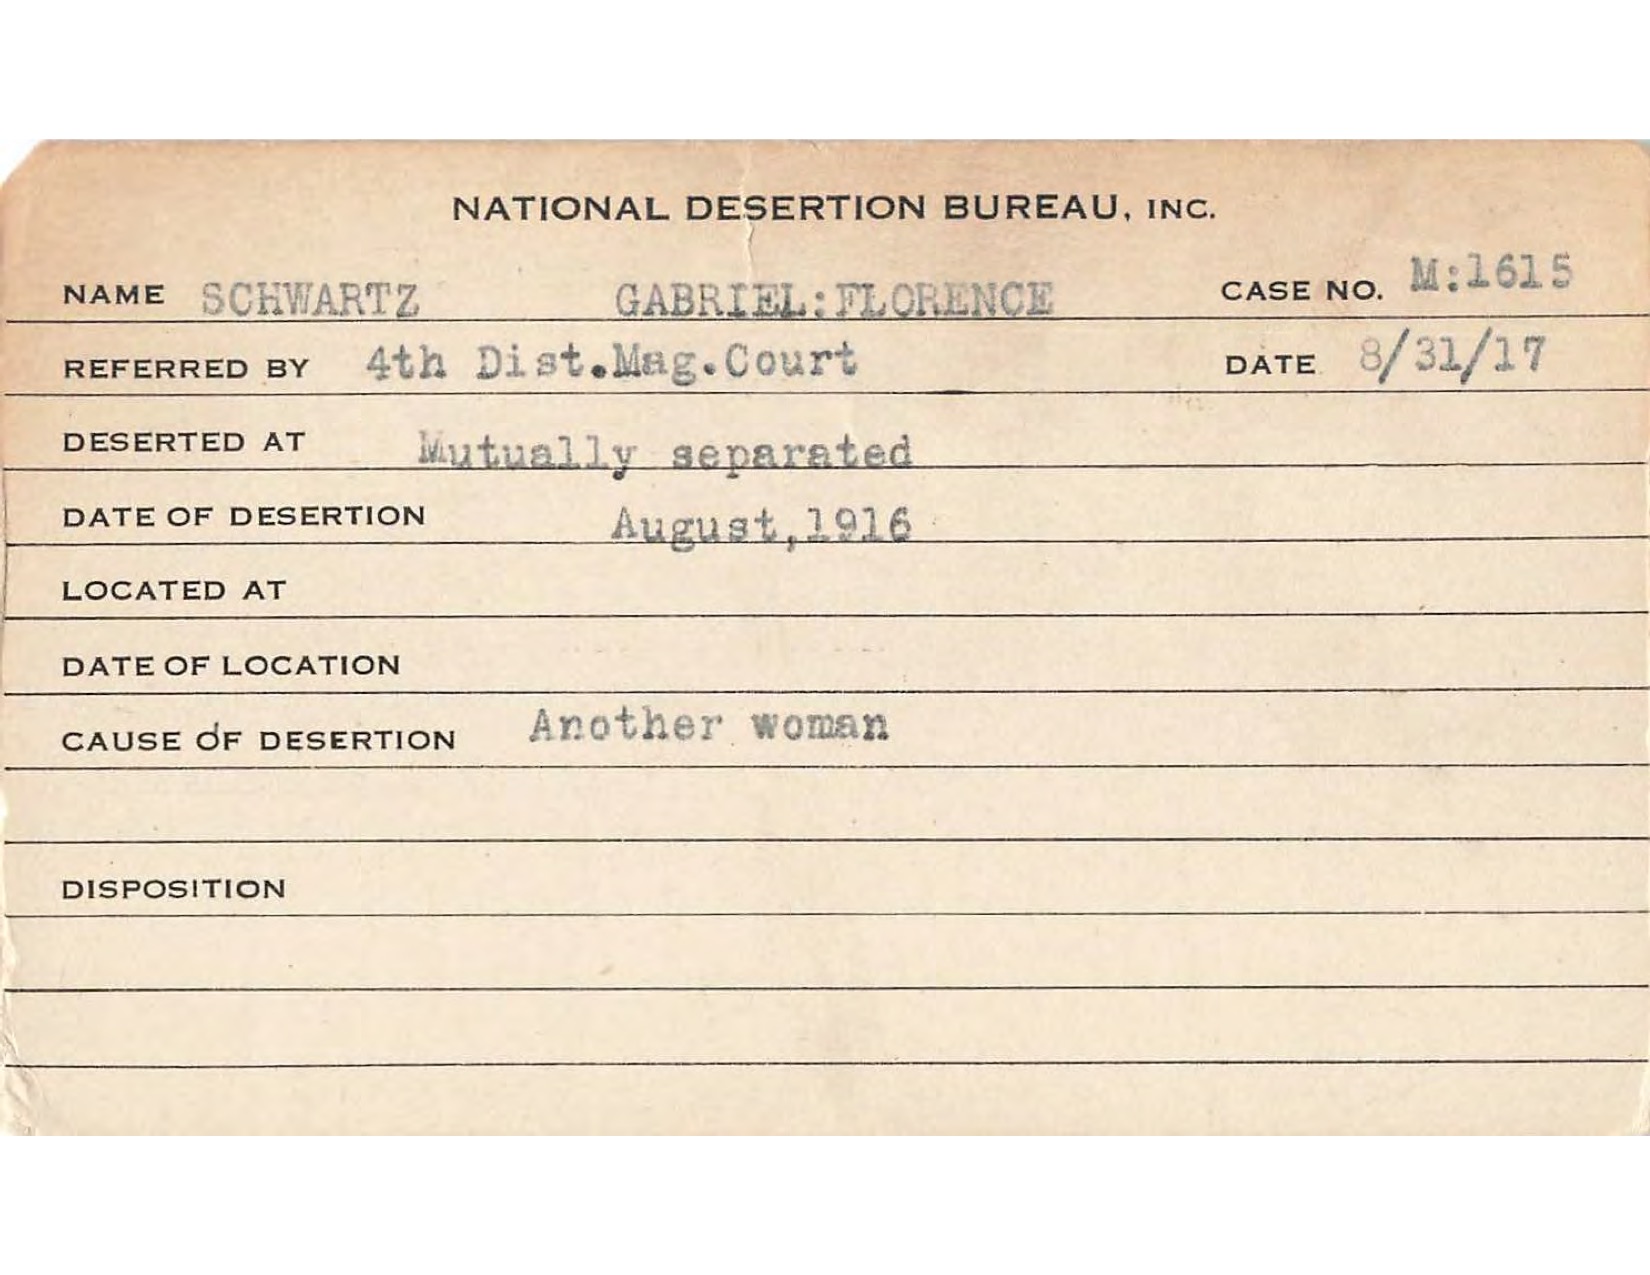 NATIONAL DESERTION BUREAU, INC.
NAME SCHWARTZ GABRIEL:FLORENCE CASE NO. M:1615
REFERRED BY 4th Dist.Mag.Court DATE 8/31/17
DESERTED AT Mutually separated
DATE OF DESERTION August,1916
LOCATED AT
DATE OF LOCATION
CAUSE OF DESERTION Another woman
DISPOSITION